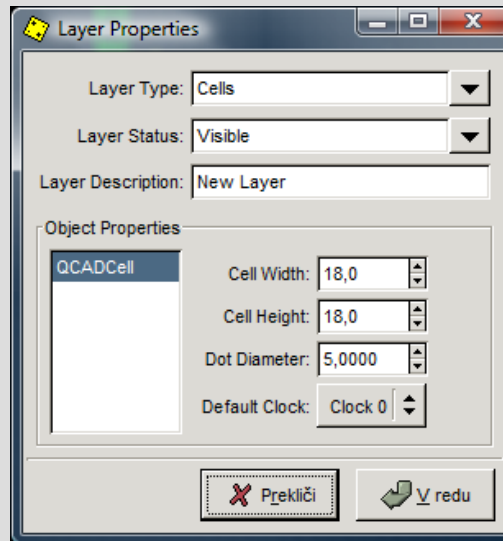 Layer Properties
Layer Type: Cells
Layer Status: Visible
Layer Description: New Layer
Object Properties
QCADCell
Cell Width: 18,0
Cell Height: 18,0
Dot Diameter: 5,0000
Default Clock: Clock 0
Prekliči V redu